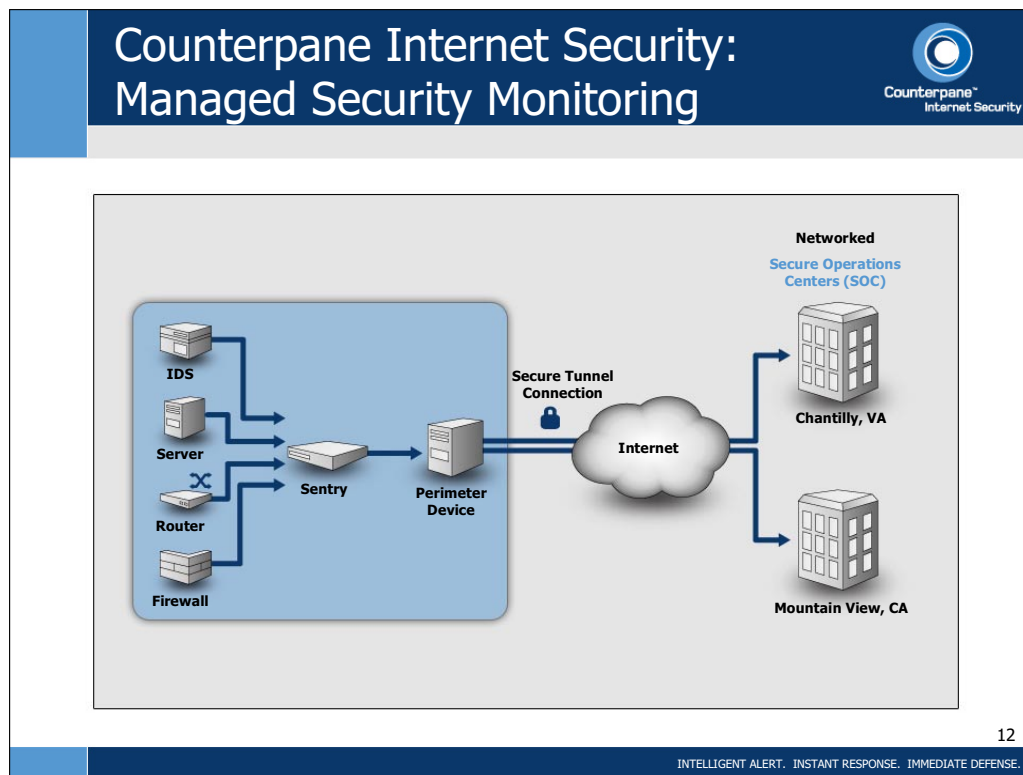 Counterpane Internet Security:
Managed Security Monitoring
Counterpane™
Internet Security
Networked
Secure Operations
Centers (SOC)
IDS
Server
Router
Firewall
Sentry
Perimeter
Device
Secure Tunnel
Connection
Internet
Chantilly, VA
Mountain View, CA
12
INTELLIGENT ALERT. INSTANT RESPONSE. IMMEDIATE DEFENSE.